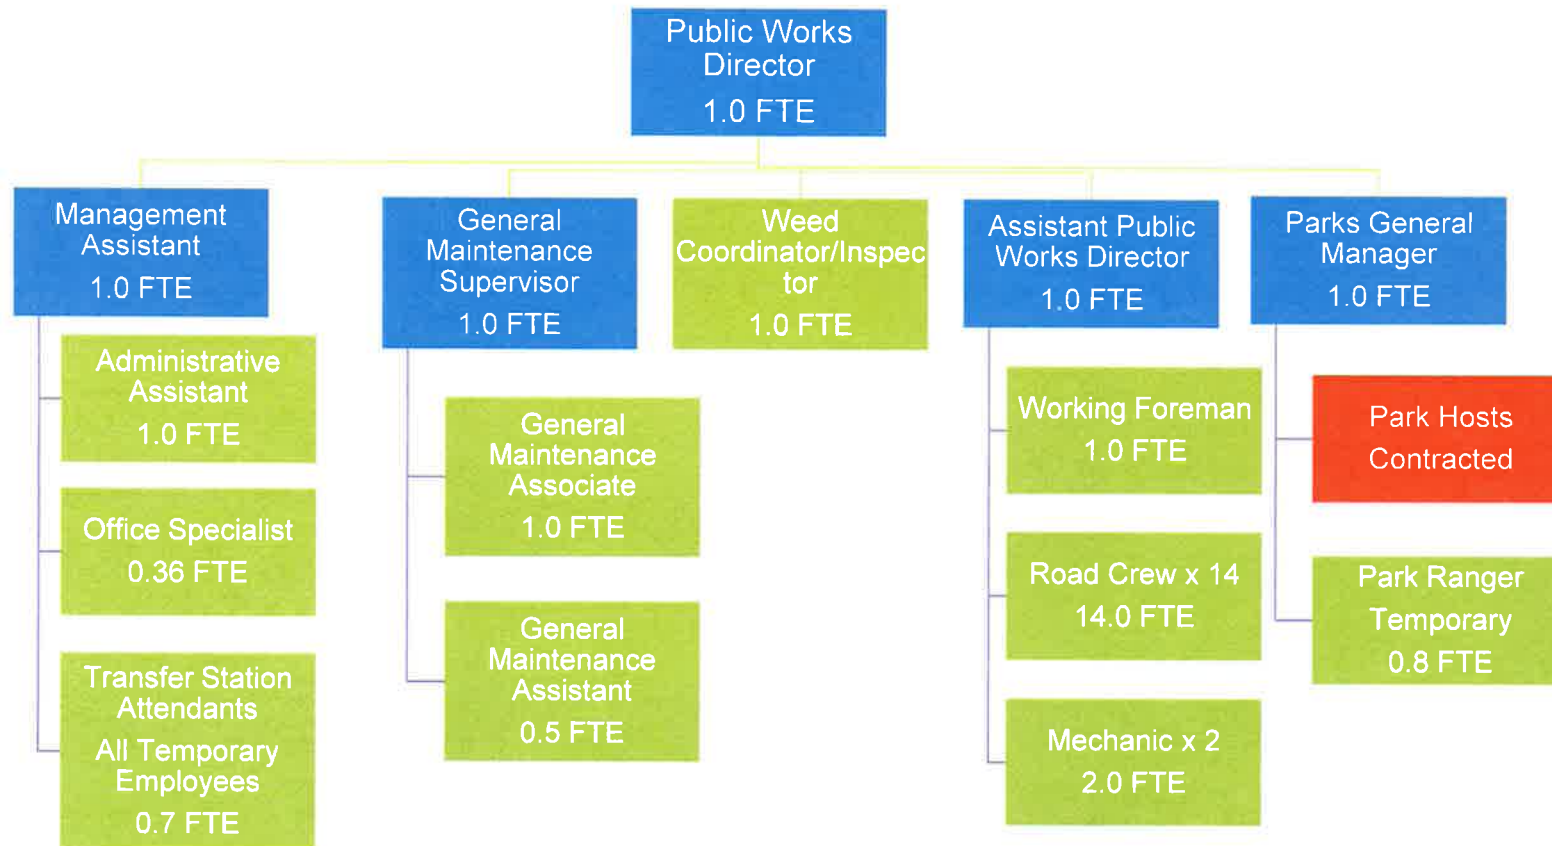 Public Works
Director
1.0 FTE
Management
Assistant
1.0 FTE
General
Maintenance
Supervisor
1.0 FTE
Weed
Coordinator/Inspec
tor
1.0 FTE
Assistant Public
Works Director
1.0 FTE
Parks General
Manager
1.0 FTE
Administrative
Assistant
1.0 FTE
Office Specialist
0.36 FTE
Transfer Station
Attendants
All Temporary
Employees
0.7 FTE
General
Maintenance
Associate
1.0 FTE
General
Maintenance
Assistant
0.5 FTE
Working Foreman
1.0 FTE
Road Crew x 14
14.0 FTE
Mechanic x 2
2.0 FTE
Park Hosts
Contracted
Park Ranger
Temporary
0.8 FTE